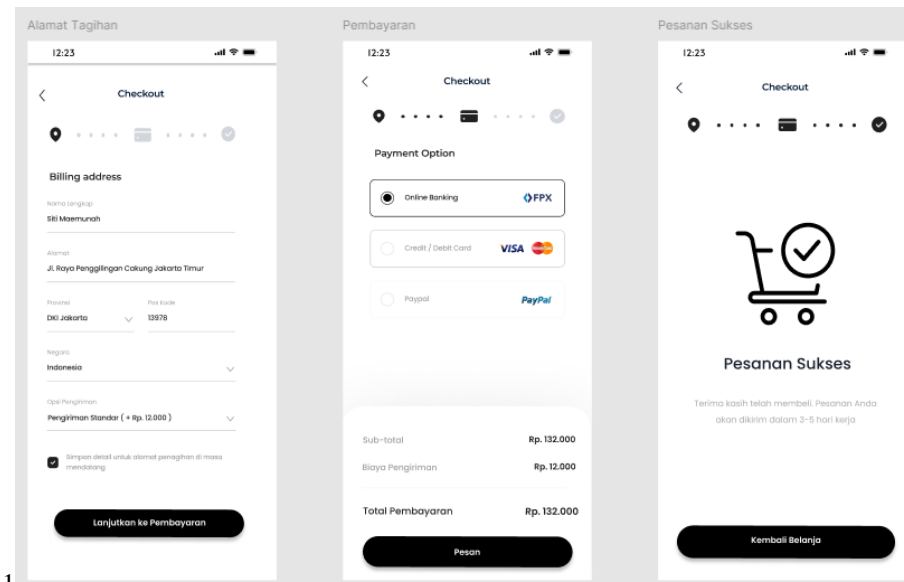 Alamat Tagihan
12:23
Checkout
Billing address
Nama Lengkap
Siti Maemunah
Alamat
Jl. Raya Penggilingan Cakung Jakarta Timur
Provinsi
Pos Kode
DKI Jakarta
13978
Negara
Indonesia
Opsi Pengiriman
Pengiriman Standar ( + Rp. 12.000 )
Simpan detail untuk alamat penagihan di masa
mendatang
Lanjutkan ke Pembayaran
Pembayaran
12:23
Checkout
Payment Option
Online Banking
FPX
Credit / Debit Card
VISA
Paypal
PayPal
Sub-total
Rp. 132.000
Biaya Pengiriman
Rp. 12.000
Total Pembayaran
Rp. 132.000
Pesan
Pesanan Sukses
12:23
Checkout
Pesanan Sukses
Terima kasih telah membeli. Pesanan Anda
akan dikirim dalam 3-5 hari kerja
Kembali Belanja
1